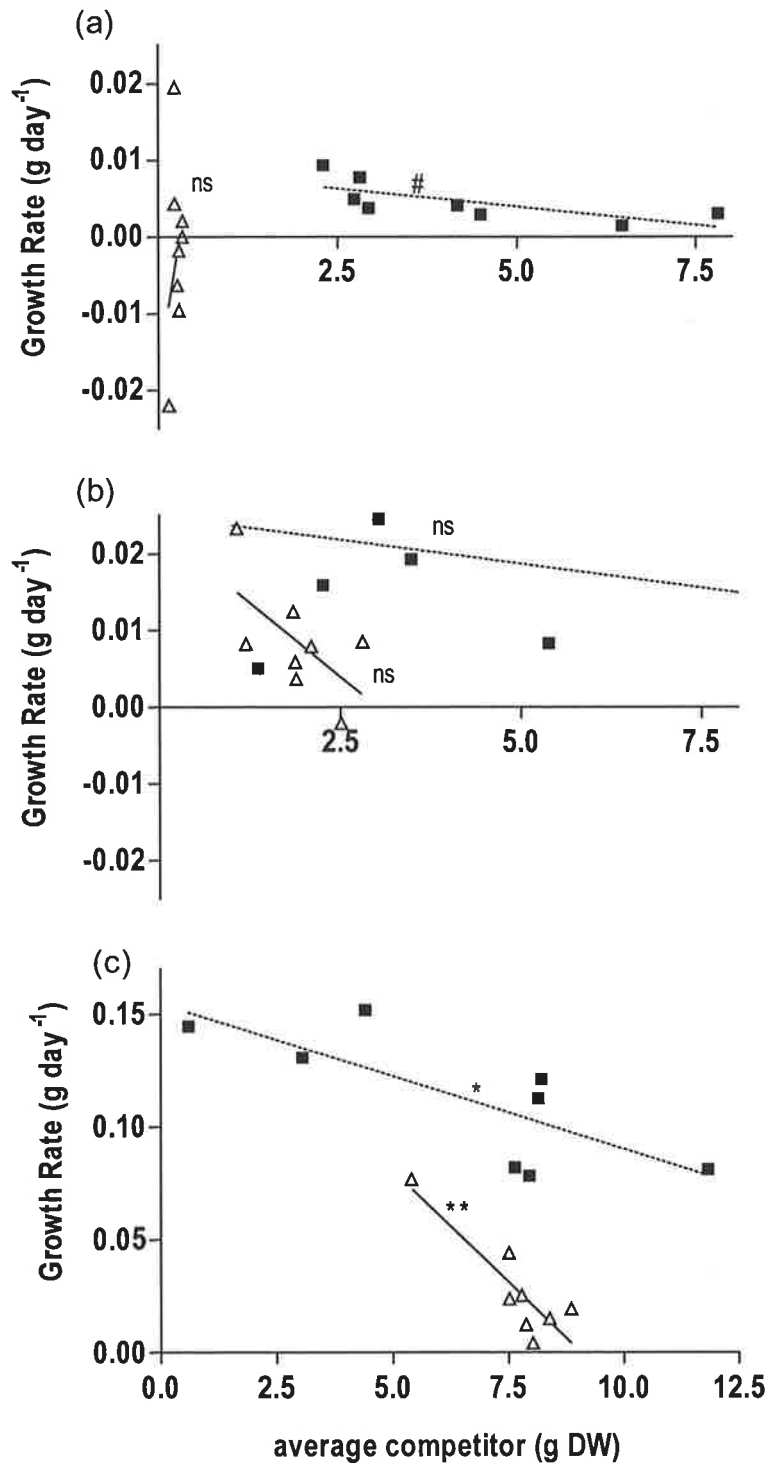 (a)
Growth Rate (g day-1)
0.02
0.01
0.00
-0.01
-0.02
ns
#
2.5 5.0 7.5
(b)
Growth Rate (g day-1)
0.02
0.01
0.00
-0.01
-0.02
ns
ns
2.5 5.0 7.5
(c)
Growth Rate (g day-1)
0.15
0.10
0.05
0.00
*
**
0.0 2.5 5.0 7.5 10.0 12.5
average competitor (g DW)